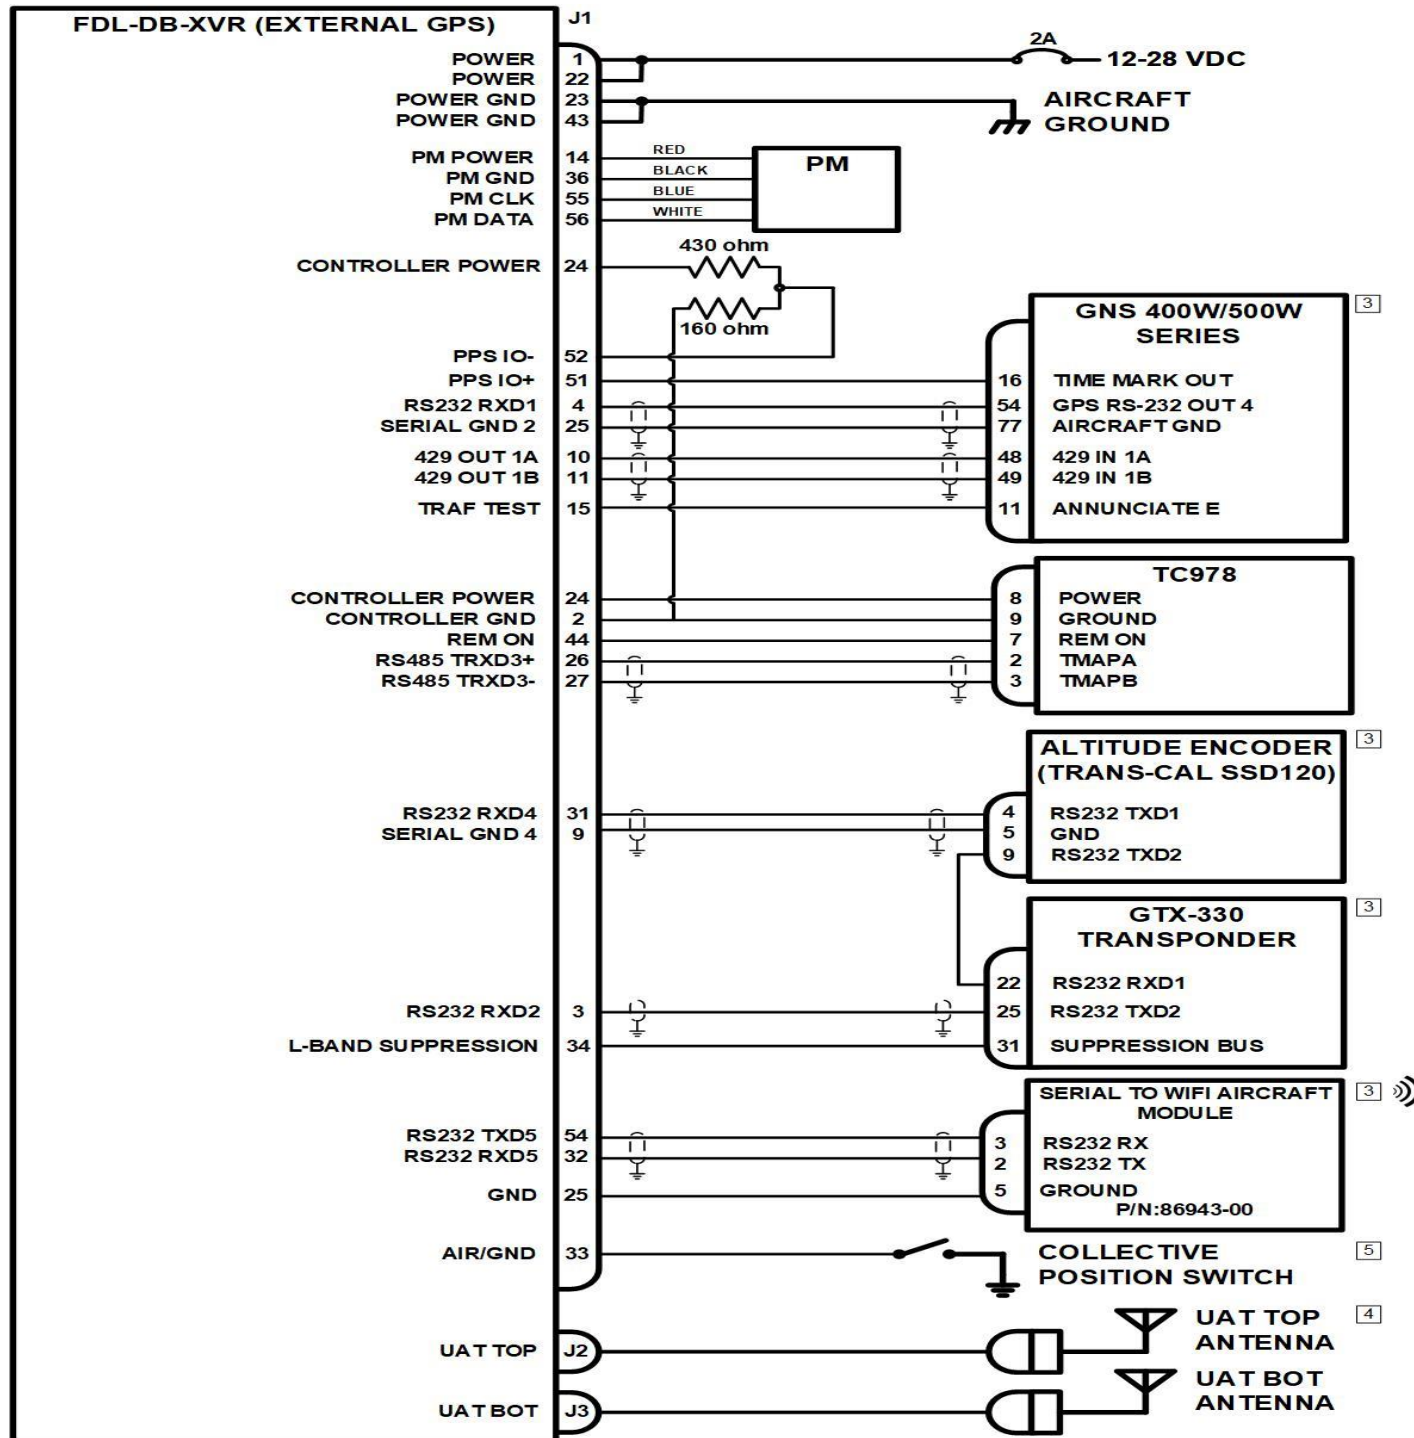 FDL-DB-XVR (EXTERNAL GPS) J1
POWER 1 2A 12-28 VDC
POWER 22
POWER GND 23 AIRCRAFT
POWER GND 43 GROUND
PM POWER 14 RED PM
PM GND 36 BLACK
PM CLK 55 BLUE
PM DATA 56 WHITE
430 ohm
CONTROLLER POWER 24
160 ohm
GNS 400W/500W 3
SERIES
PPS IO- 52
PPS IO+ 51 16 TIME MARK OUT
RS232 RXD1 4 54 GPS RS-232 OUT 4
SERIAL GND 2 25 77 AIRCRAFT GND
429 OUT 1A 10 48 429 IN 1A
429 OUT 1B 11 49 429 IN 1B
TRAF TEST 15 11 ANNUNCIATE E
TC978
CONTROLLER POWER 24 8 POWER
CONTROLLER GND 2 9 GROUND
REM ON 44 7 REM ON
RS485 TRXD3+ 26 2 TMAPA
RS485 TRXD3- 27 3 TMAPB
ALTITUDE ENCODER 3
(TRANS-CAL SSD120)
RS232 RXD4 31 4 RS232 TXD1
SERIAL GND 4 9 5 GND
9 RS232 TXD2
GTX-330 3
TRANSPONDER
22 RS232 RXD1
RS232 RXD2 3 25 RS232 TXD2
L-BAND SUPPRESSION 34 31 SUPPRESSION BUS
SERIAL TO WIFI AIRCRAFT 3
MODULE
RS232 TXD5 54 3 RS232 RX
RS232 RXD5 32 2 RS232 TX
GND 25 5 GROUND
P/N:86943-00
AIR/GND 33 COLLECTIVE 5
POSITION SWITCH
UAT TOP 4
ANTENNA
UAT TOP J2
UAT BOT
ANTENNA
UAT BOT J3